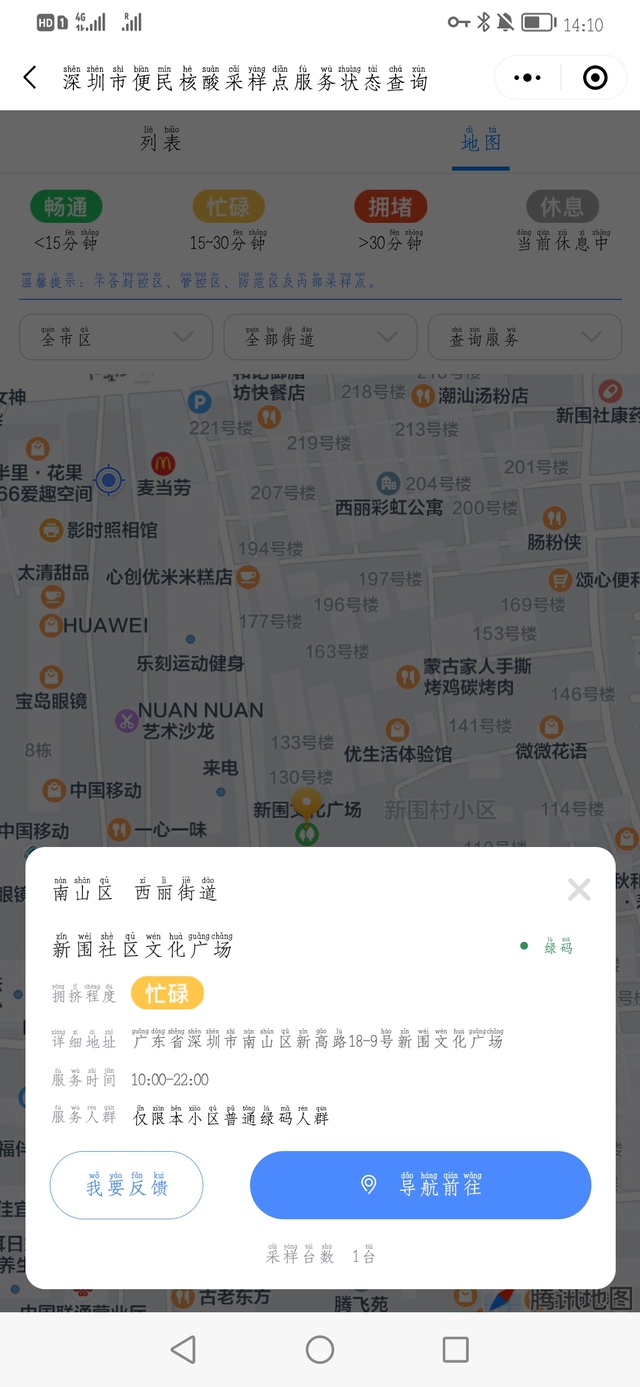 HD 1 4G R 14:10
深圳市便民核酸采样点服务状态查询
列表 地图
畅通 忙碌 拥堵 休息
<15分钟 15~30分钟 >30分钟 当前休息中
温馨提示：不含封控区、管控区、防范区及内部采样点。
全市区 全部街道 查询服务
坊快餐店 218号楼 潮汕汤粉店
P 221号楼 213号楼 新围社康药
219号楼
半里·花果 201号楼
66爱趣空间 麦当劳 207号楼 204号楼
西丽彩虹公寓 200号楼
影时照相馆 194号楼 肠粉侠
太清甜品 心创优米米糕店 197号楼 颂心便利
196号楼 169号楼
HUAWEI 177号楼 153号楼
乐刻运动健身 163号楼
蒙古家人手撕
烤鸡碳烤肉
宝岛眼镜 146号楼
NUAN NUAN
艺术沙龙 141号楼
8栋 133号楼 优生活体验馆 微微花语
来电 130号楼
中国移动 新围文化广场 新围村小区 114号楼
中国移动 一心一味
南山区 西丽街道
新围社区文化广场 绿码
拥挤程度 忙碌
详细地址 广东省深圳市南山区新高路18-9号新围文化广场
服务时间 10:00-22:00
服务人群 仅限本小区普通绿码人群
我要反馈 导航前往
采样台数 1台
古老东方 腾飞苑 腾讯地图